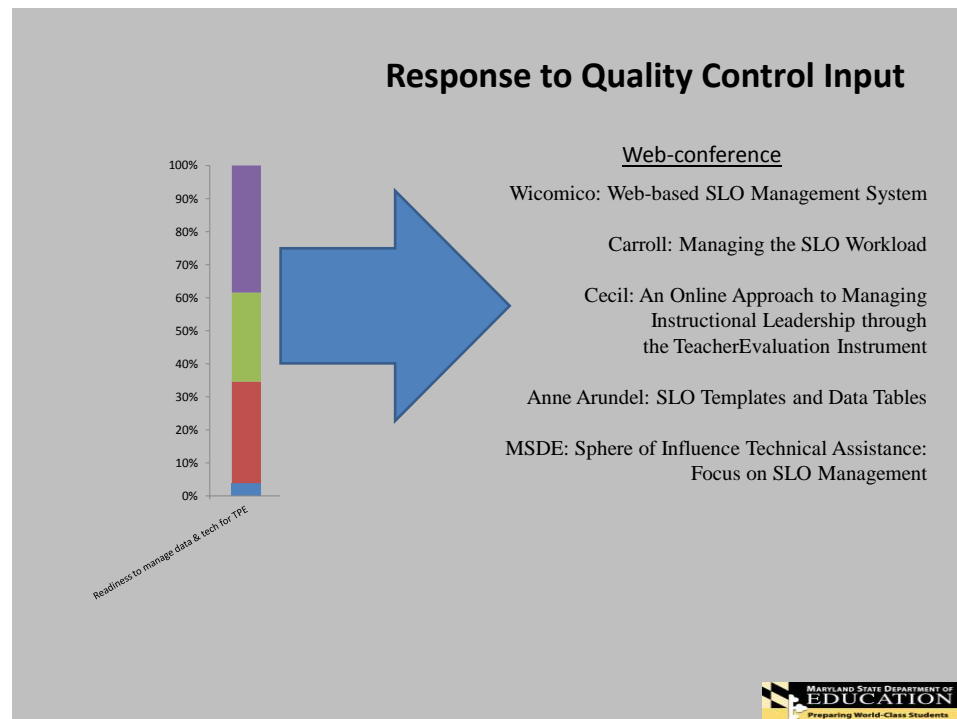 Response to Quality Control Input
Web-conference
Wicomico: Web-based SLO Management System
Carroll: Managing the SLO Workload
Cecil: An Online Approach to Managing
Instructional Leadership through
the TeacherEvaluation Instrument
Anne Arundel: SLO Templates and Data Tables
MSDE: Sphere of Influence Technical Assistance:
Focus on SLO Management
100%
90%
80%
70%
60%
50%
40%
30%
20%
10%
0%
Readiness to manage data & tech for TPE
MARYLAND STATE DEPARTMENT OF
EDUCATION
Preparing World-Class Students